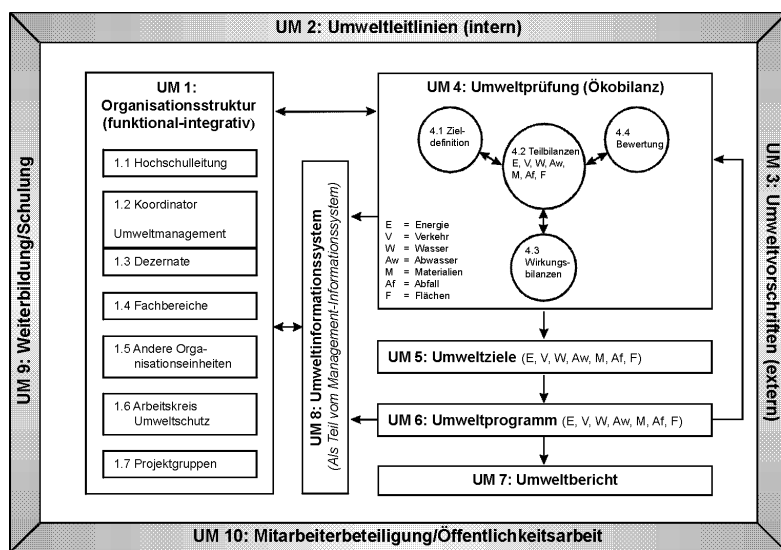 UM 2: Umweltleitlinien (intern)
UM 9: Weiterbildung/Schulung
UM 1:
Organisationsstruktur
(funktional-integrativ)
1.1 Hochschulleitung
1.2 Koordinator
Umweltmanagement
1.3 Dezernate
1.4 Fachbereiche
1.5 Andere Orga-
nisationseinheiten
1.6 Arbeitskreis
Umweltschutz
1.7 Projektgruppen
UM 8: Umweltinformationssystem
(Als Teil vom Management-Informationssystem)
UM 4: Umweltprüfung (Ökobilanz)
4.1 Ziel-
definition
4.2 Teilbilanzen
E, V, W, Aw,
M, Af, F
4.4
Bewertung
4.3
Wirkungs-
bilanzen
E = Energie
V = Verkehr
W = Wasser
Aw = Abwasser
M = Materialien
Af = Abfall
F = Flächen
UM 5: Umweltziele (E, V, W, Aw, M, Af, F)
UM 6: Umweltprogramm (E, V, W, Aw, M, Af, F)
UM 7: Umweltbericht
UM 3: Umweltvorschriften (extern)
UM 10: Mitarbeiterbeteiligung/Öffentlichkeitsarbeit